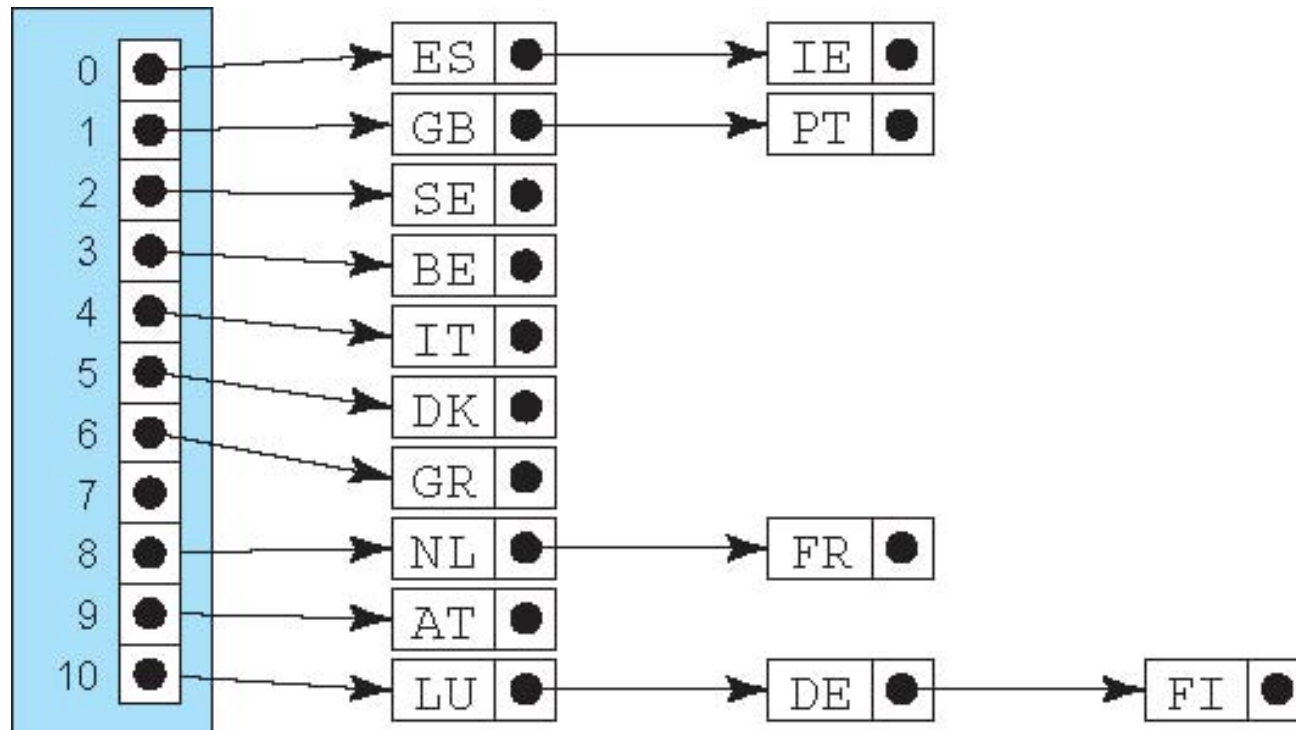 0 ES IE
1 GB PT
2 SE
3 BE
4 IT
5 DK
6 GR
7
8 NL FR
9 AT
10 LU DE FI